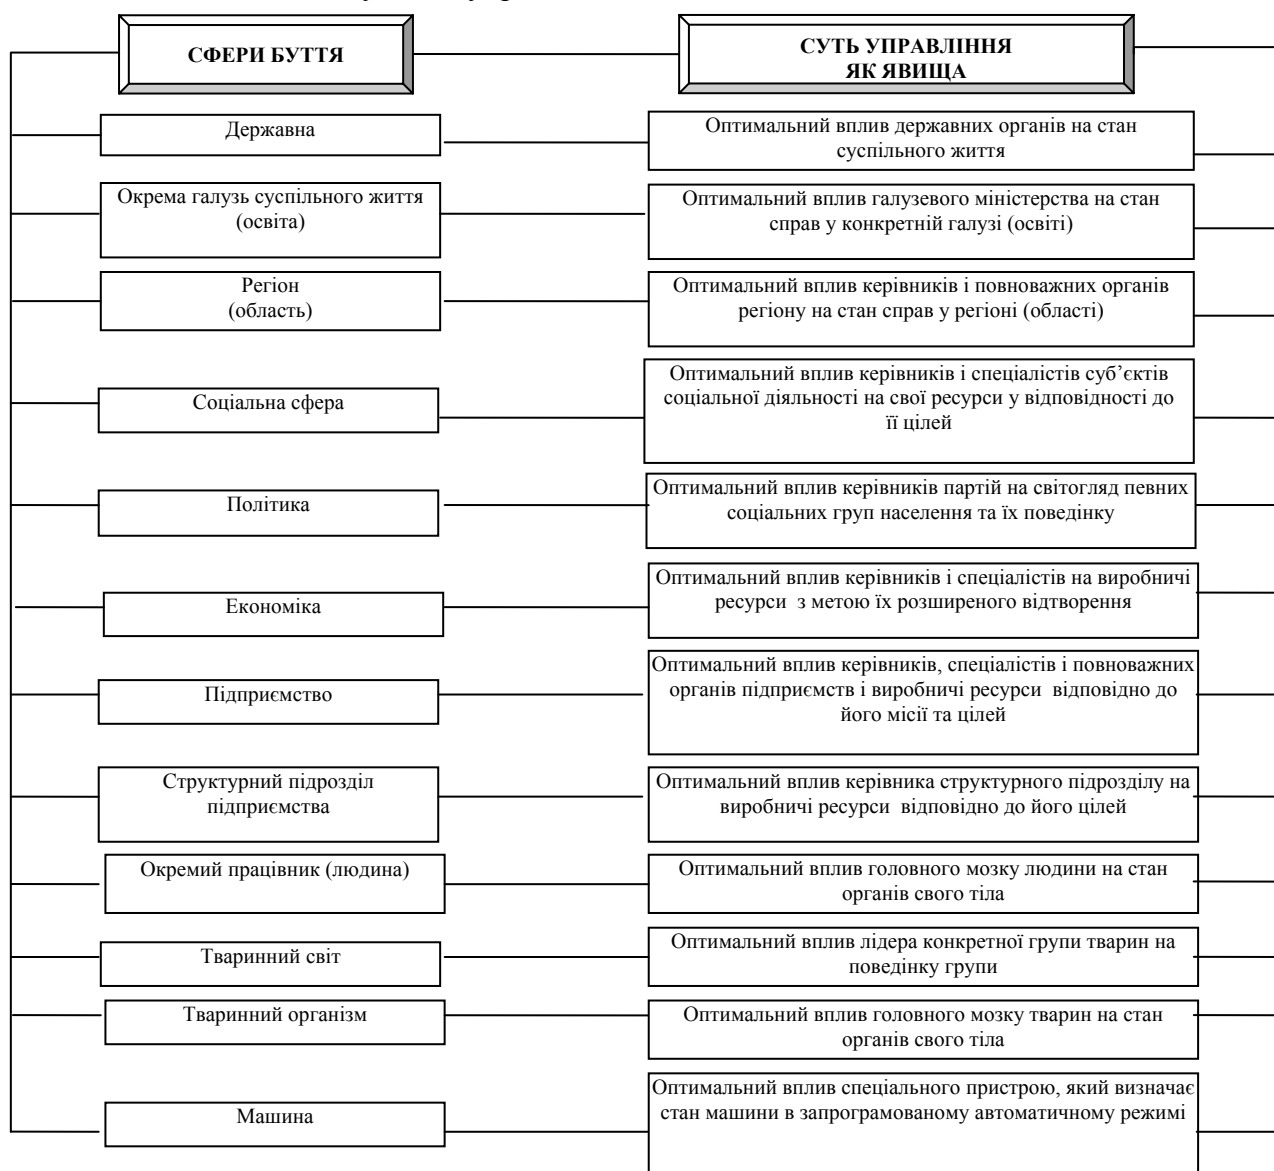 СФЕРИ БУТТЯ
СУТЬ УПРАВЛІННЯ
ЯК ЯВИЩА
Державна
Оптимальний вплив державних органів на стан
суспільного життя
Окрема галузь суспільного життя
(освіта)
Оптимальний вплив галузевого міністерства на стан
справ у конкретній галузі (освіті)
Регіон
(область)
Оптимальний вплив керівників і повноважних органів
регіону на стан справ у регіоні (області)
Соціальна сфера
Оптимальний вплив керівників і спеціалістів суб’єктів
соціальної діяльності на свої ресурси у відповідності до
її цілей
Політика
Оптимальний вплив керівників партій на світогляд певних
соціальних груп населення та їх поведінку
Економіка
Оптимальний вплив керівників і спеціалістів на виробничі
ресурси з метою їх розширеного відтворення
Підприємство
Оптимальний вплив керівників, спеціалістів і повноважних
органів підприємств і виробничі ресурси відповідно до
його місії та цілей
Структурний підрозділ
підприємства
Оптимальний вплив керівника структурного підрозділу на
виробничі ресурси відповідно до його цілей
Окремий працівник (людина)
Оптимальний вплив головного мозку людини на стан
органів свого тіла
Тваринний світ
Оптимальний вплив лідера конкретної групи тварин на
поведінку групи
Тваринний організм
Оптимальний вплив головного мозку тварин на стан
органів свого тіла
Машина
Оптимальний вплив спеціального пристрою, який визначає
стан машини в запрограмованому автоматичному режимі